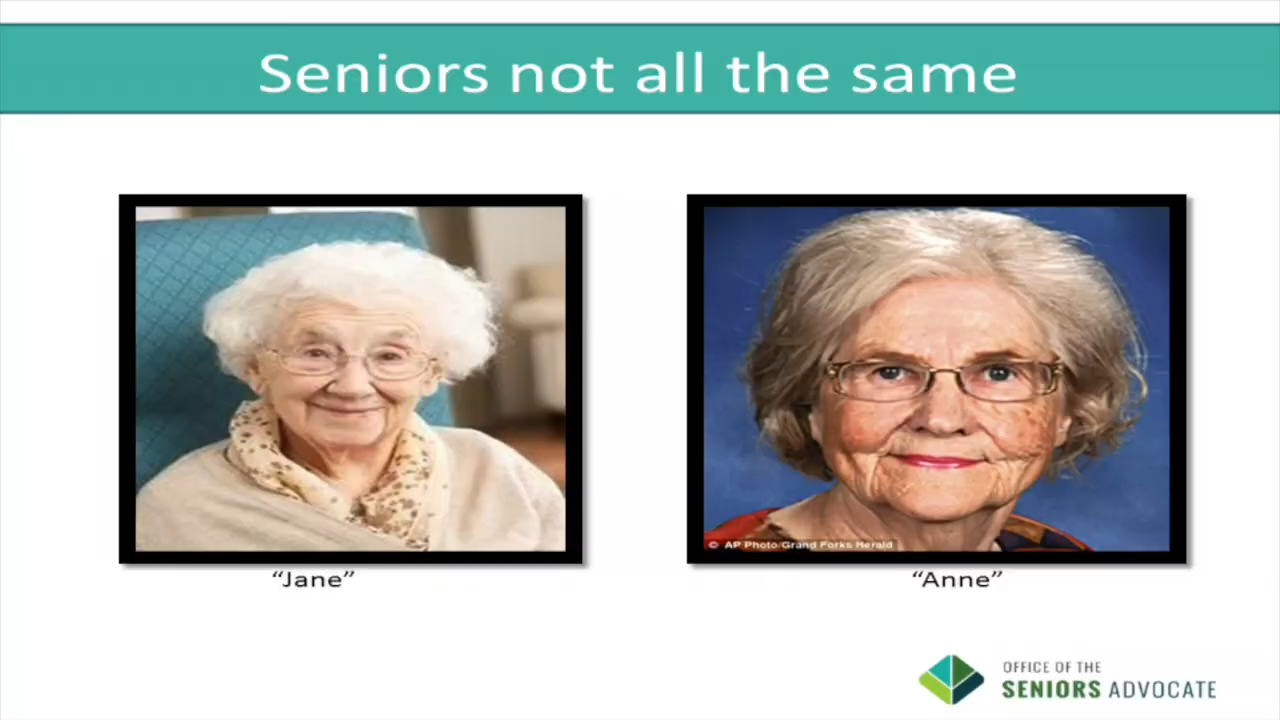 Seniors not all the same
© AP Photo/Grand Forks Herald
“Jane”
“Anne”
OFFICE OF THE
SENIORS ADVOCATE